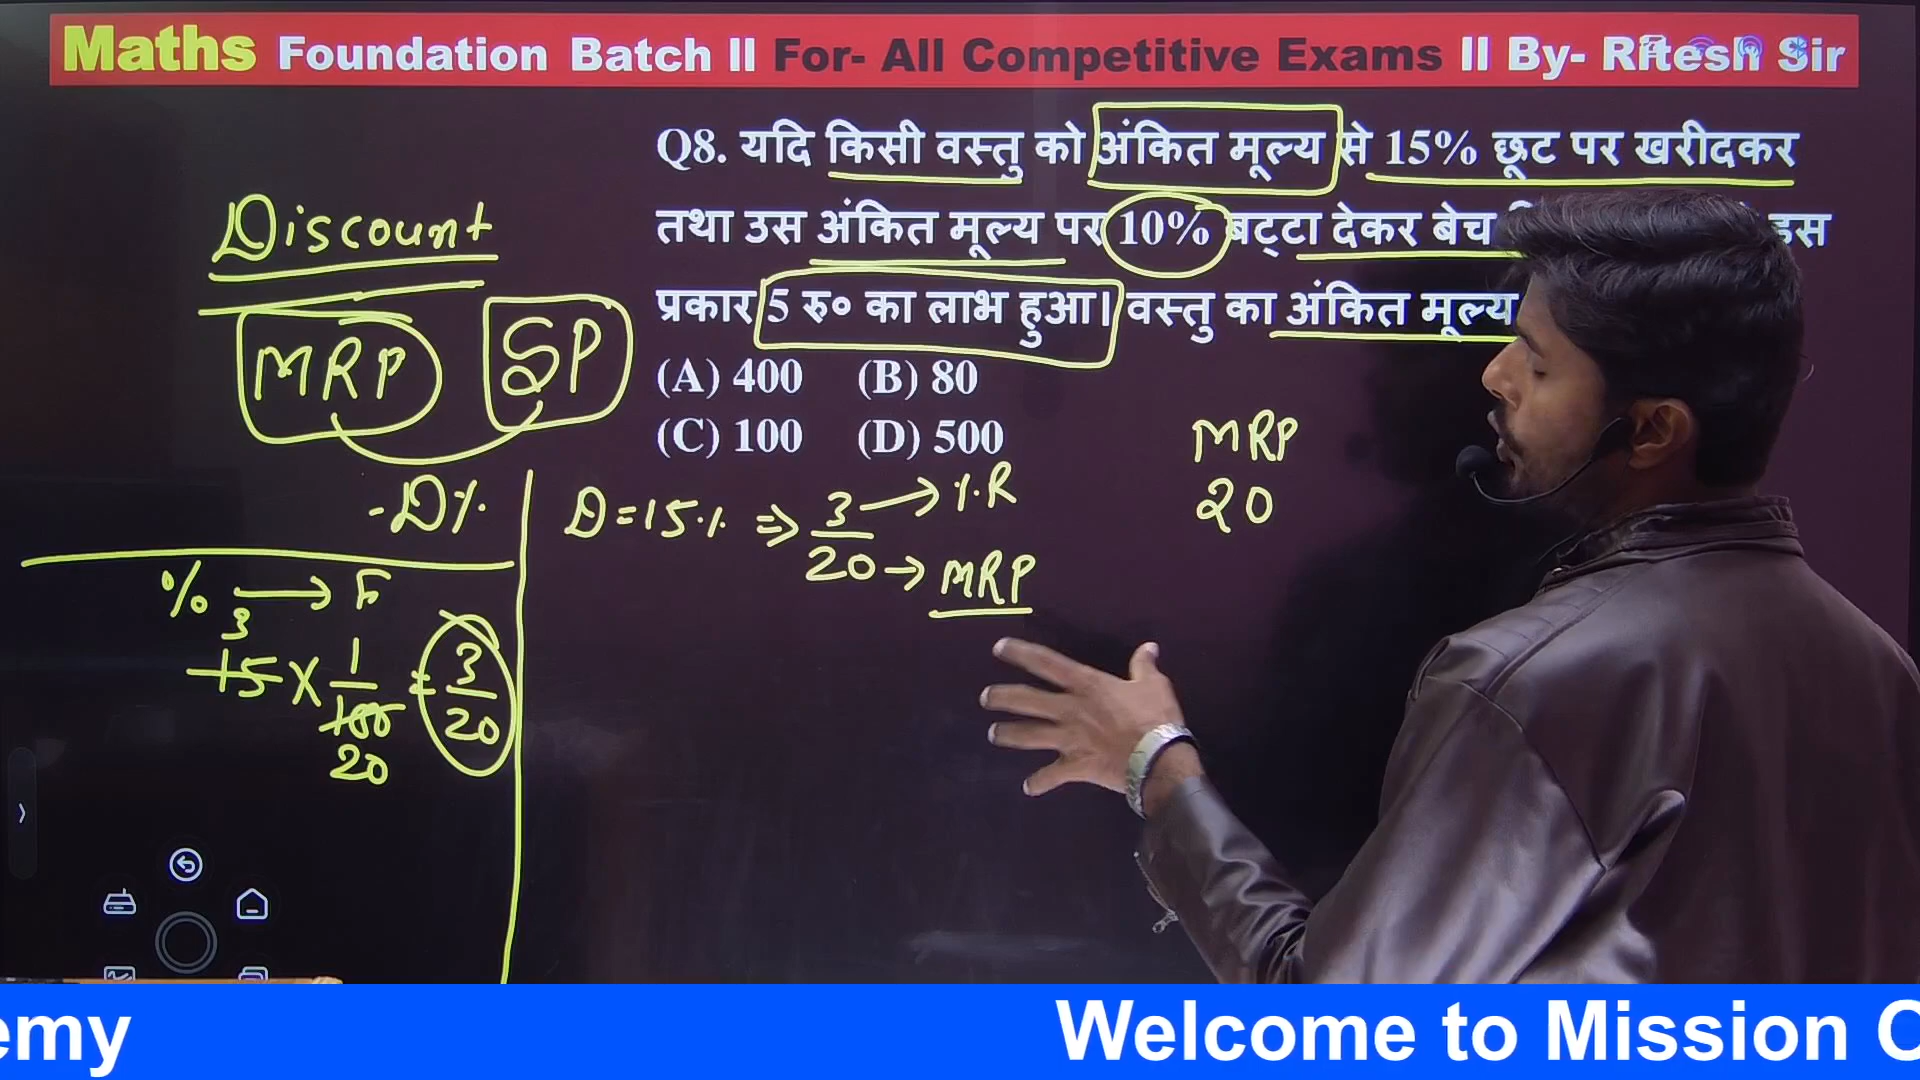 Maths Foundation Batch II For- All Competitive Exams II By- Ritesh Sir
Q8. यदि किसी वस्तु को अंकित मूल्य से 15% छूट पर खरीदकर
तथा उस अंकित मूल्य पर 10% बट्टा देकर बेच इस
प्रकार 5 रु० का लाभ हुआ। वस्तु का अंकित मूल्य
(A) 400 (B) 80
(C) 100 (D) 500
Discount
MRP SP
-D%
% → F
3
15 × 1/100 = 3/20
20
D = 15% ⇒ 3/20
→ %.R
→ MRP
MRP
20
emy
Welcome to Mission C